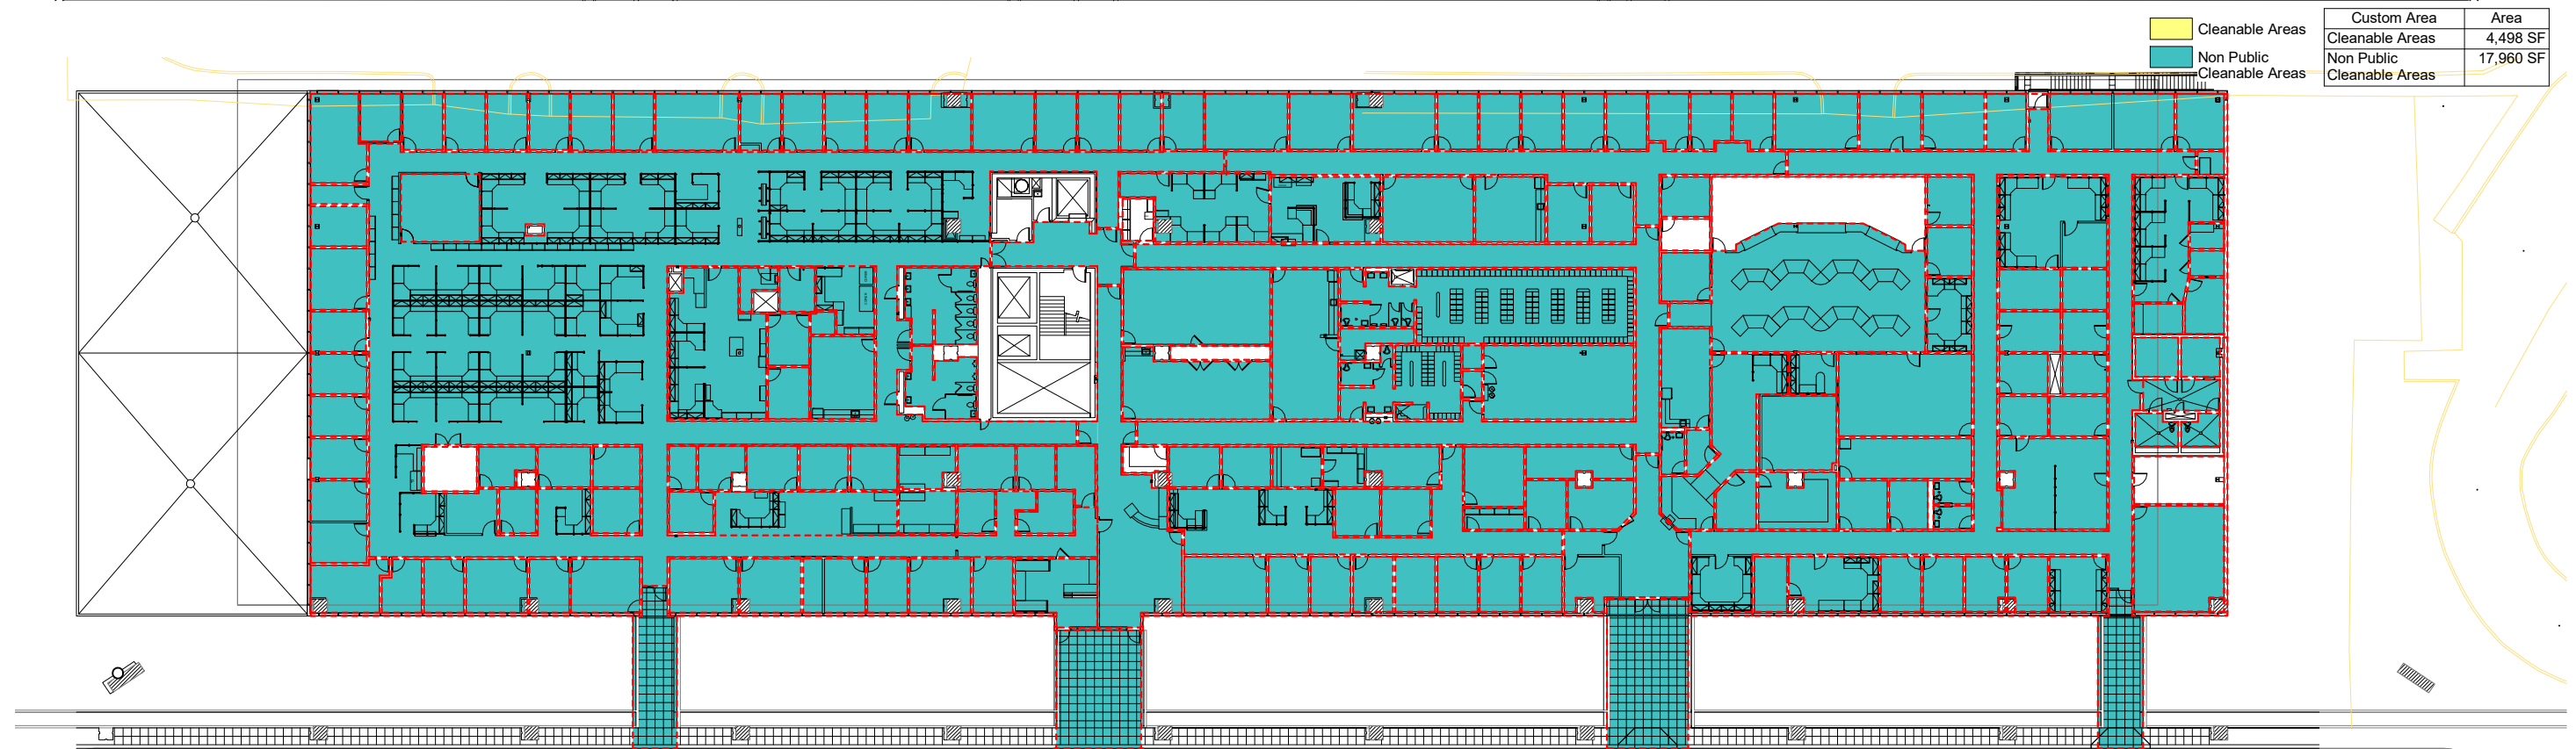 Cleanable Areas
Non Public
Cleanable Areas
Custom Area Area
Cleanable Areas 4,498 SF
Non Public 17,960 SF
Cleanable Areas